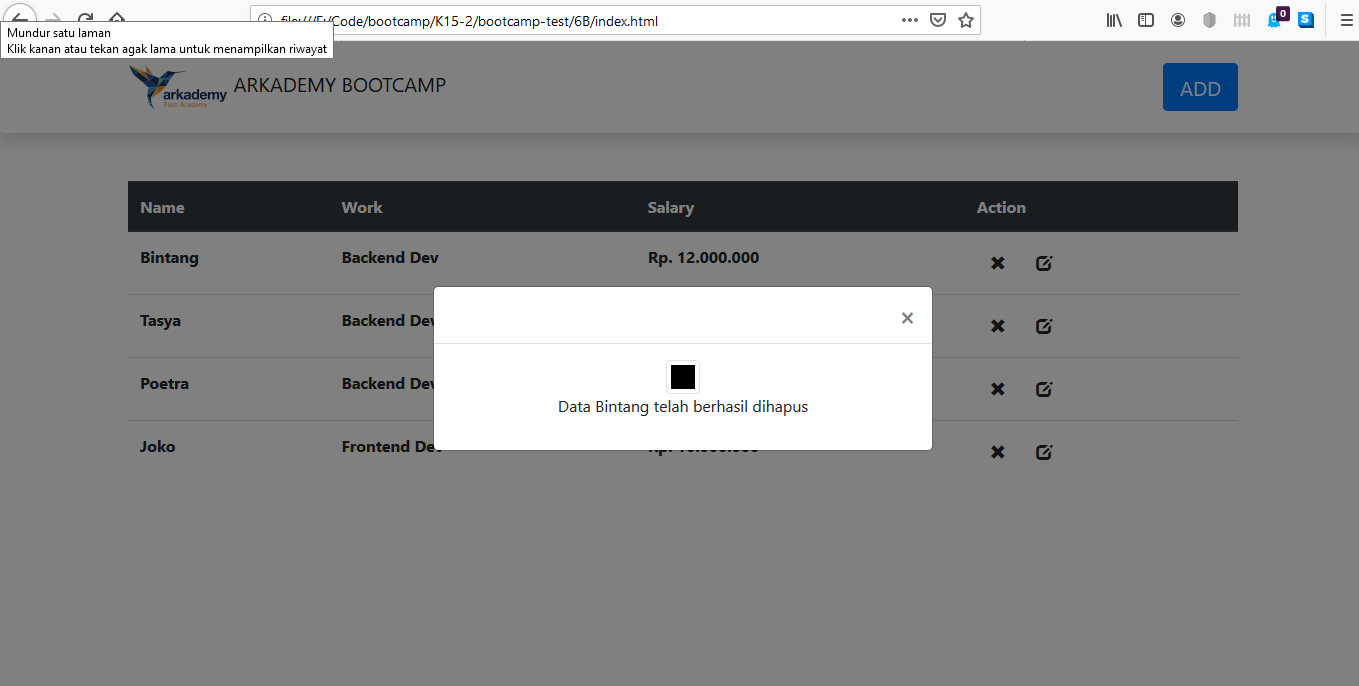 file:///F:/Code/bootcamp/K15-2/bootcamp-test/6B/index.html
0
S
Mundur satu laman
Klik kanan atau tekan agak lama untuk menampilkan riwayat
arkademy
Tech Academy
ARKADEMY BOOTCAMP
ADD
Name Work Salary Action
Bintang Backend Dev Rp. 12.000.000
Tasya Backend Dev
×
Poetra Backend Dev
Data Bintang telah berhasil dihapus
Joko Frontend Dev